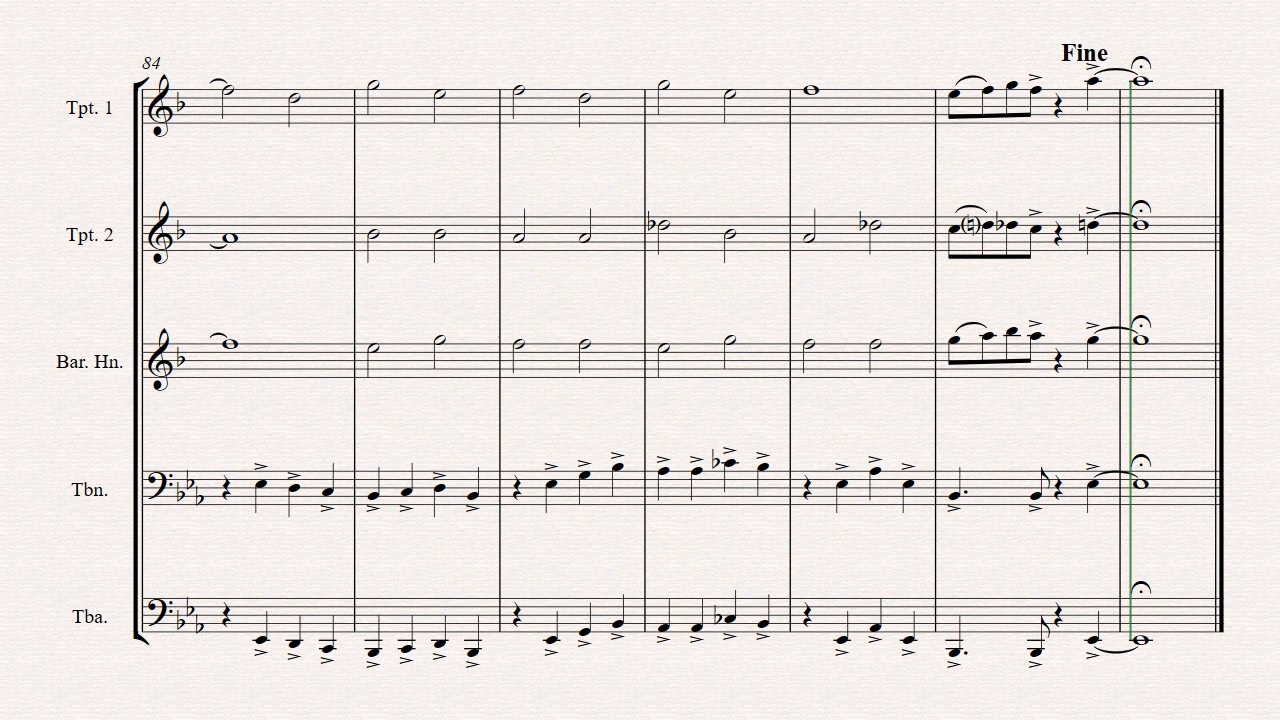 Fine
84
Tpt. 1
Tpt. 2
Bar. Hn.
Tbn.
Tba.